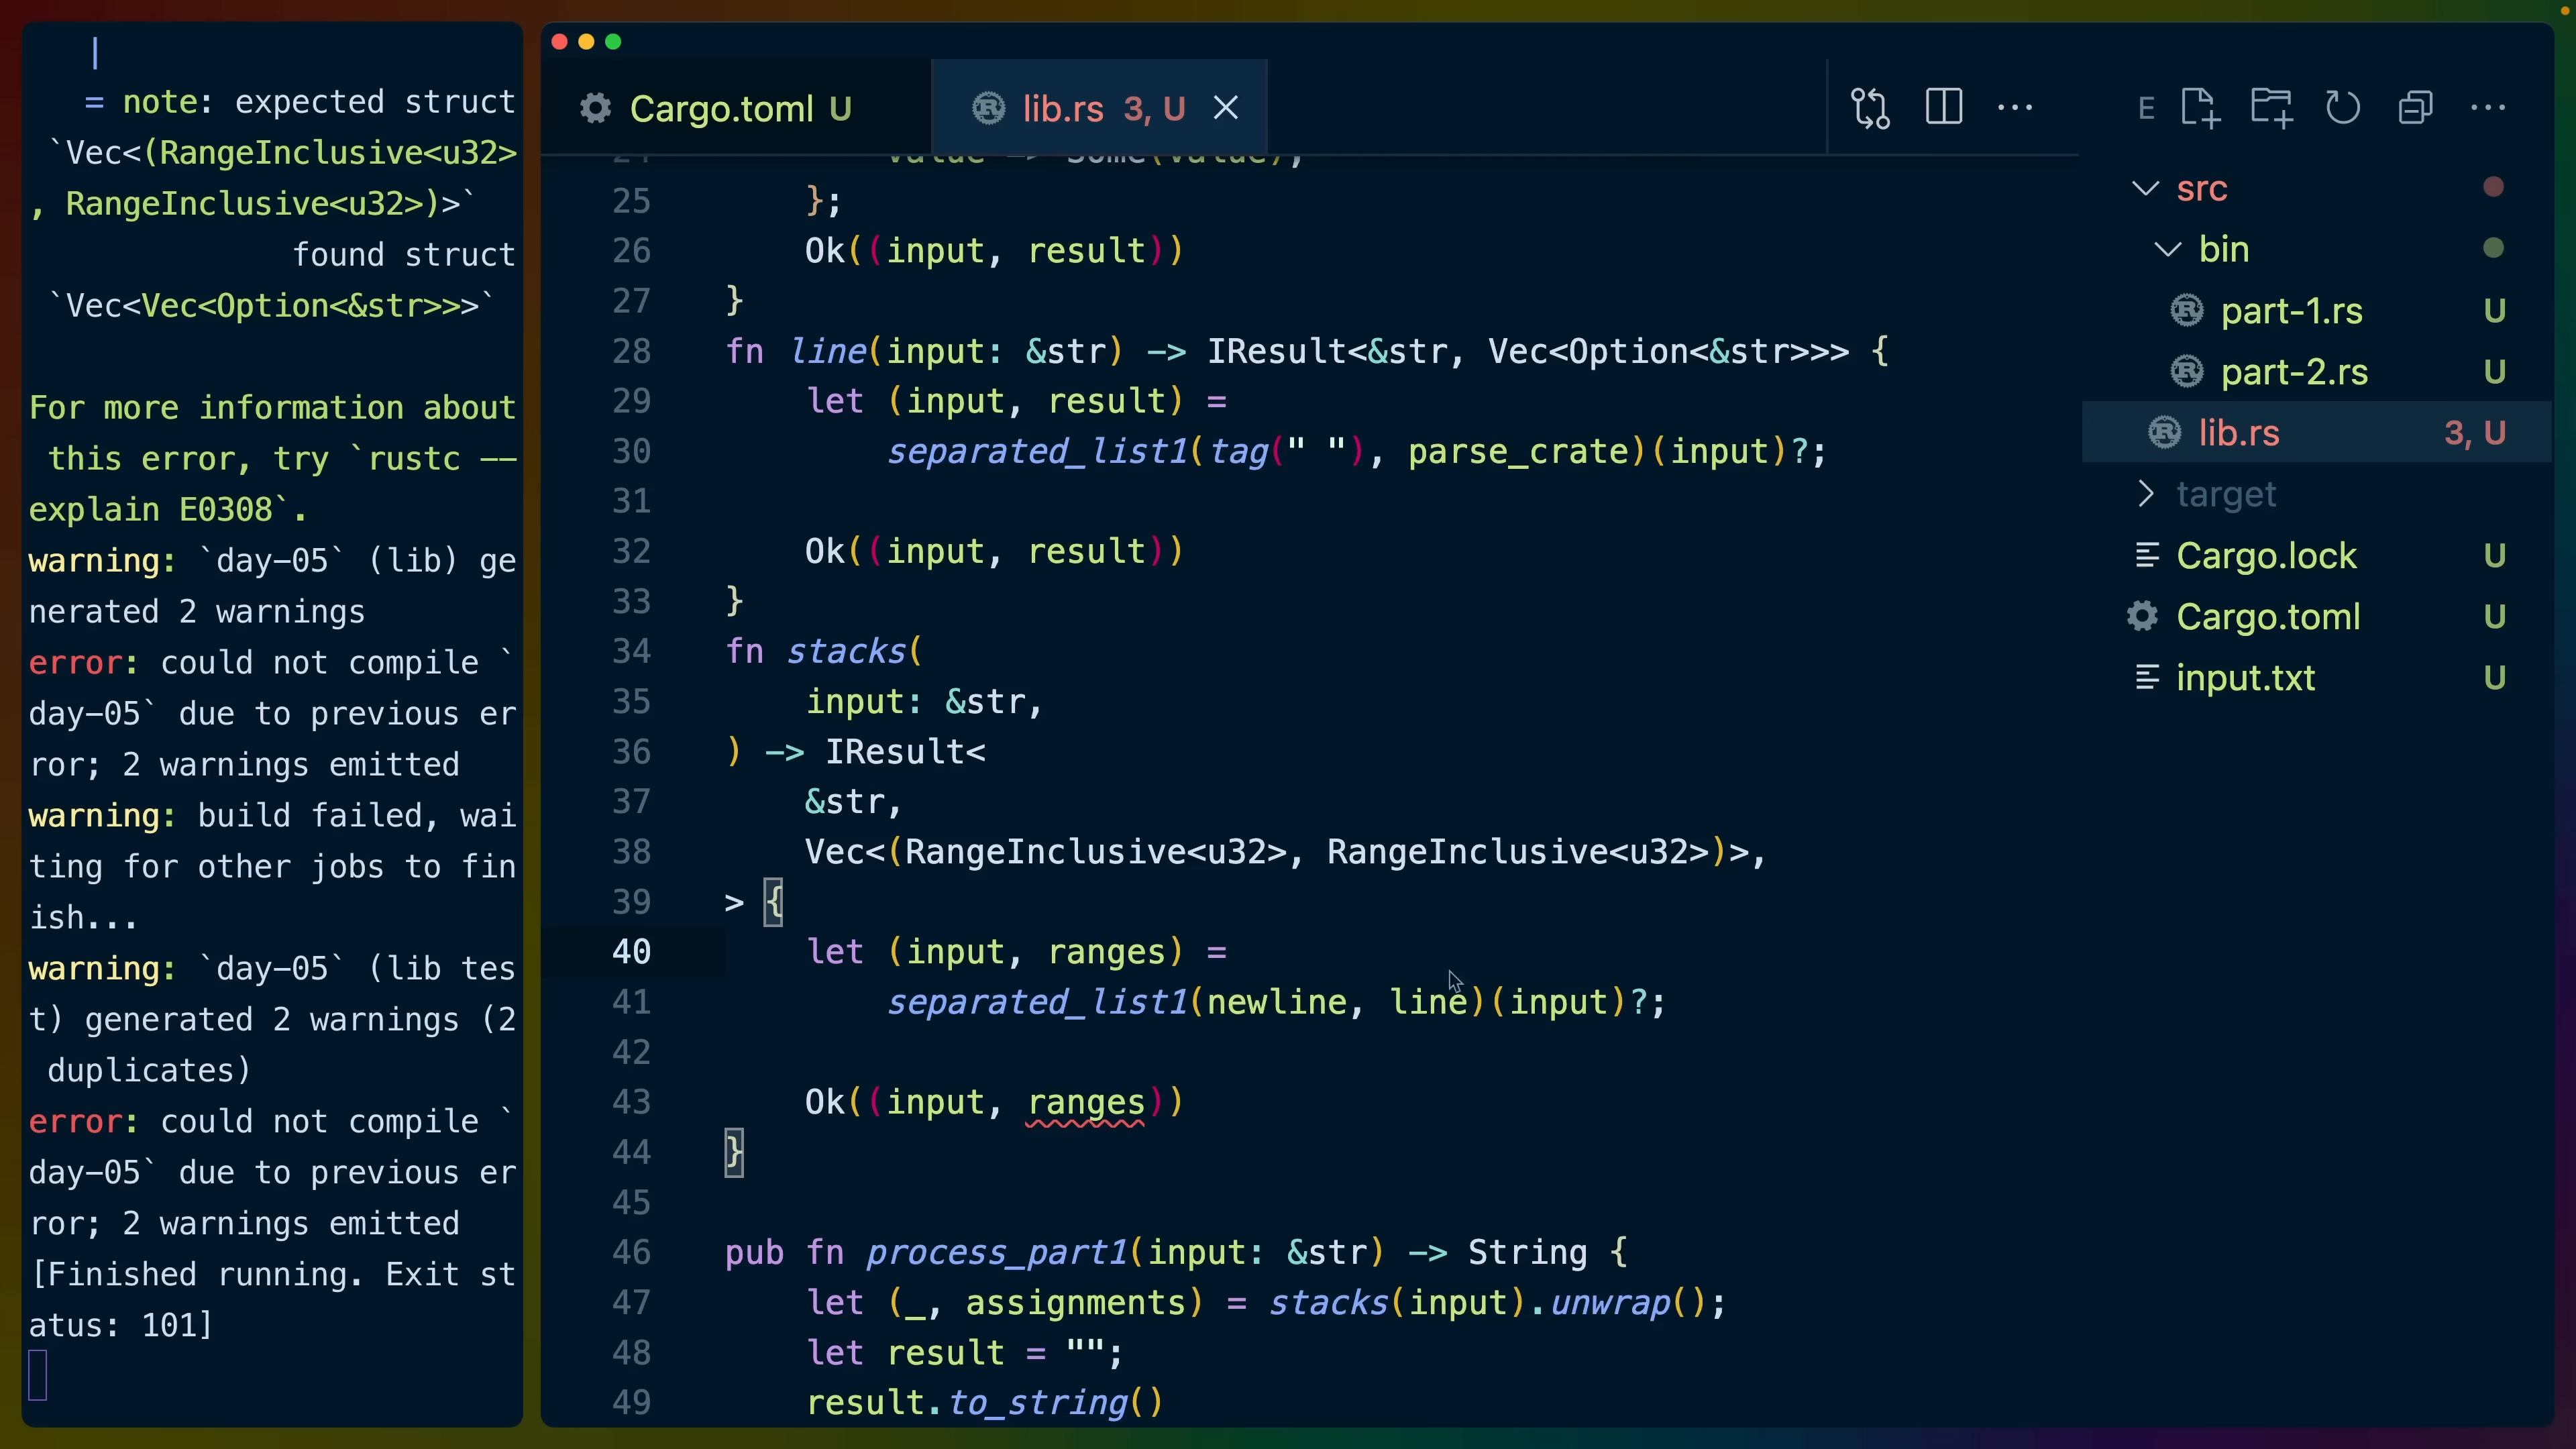 |
= note: expected struct
`Vec<(RangeInclusive<u32>
, RangeInclusive<u32>)>`
found struct
`Vec<Vec<Option<&str>>>`
For more information about
this error, try `rustc --
explain E0308`.
warning: `day-05` (lib) ge
nerated 2 warnings
error: could not compile `
day-05` due to previous er
ror; 2 warnings emitted
warning: build failed, wai
ting for other jobs to fin
ish...
warning: `day-05` (lib tes
t) generated 2 warnings (2
duplicates)
error: could not compile `
day-05` due to previous er
ror; 2 warnings emitted
[Finished running. Exit st
atus: 101]
Cargo.toml U
lib.rs 3, U
24 value -> Some(value),
25 };
26 Ok((input, result))
27 }
28 fn line(input: &str) -> IResult<&str, Vec<Option<&str>>> {
29 let (input, result) =
30 separated_list1(tag(" "), parse_crate)(input)?;
31
32 Ok((input, result))
33 }
34 fn stacks(
35 input: &str,
36 ) -> IResult<
37 &str,
38 Vec<(RangeInclusive<u32>, RangeInclusive<u32>)>,
39 > {
40 let (input, ranges) =
41 separated_list1(newline, line)(input)?;
42
43 Ok((input, ranges))
44 }
45
46 pub fn process_part1(input: &str) -> String {
47 let (_, assignments) = stacks(input).unwrap();
48 let result = "";
49 result.to_string()
E
src
bin
part-1.rs U
part-2.rs U
lib.rs 3, U
target
Cargo.lock U
Cargo.toml U
input.txt U